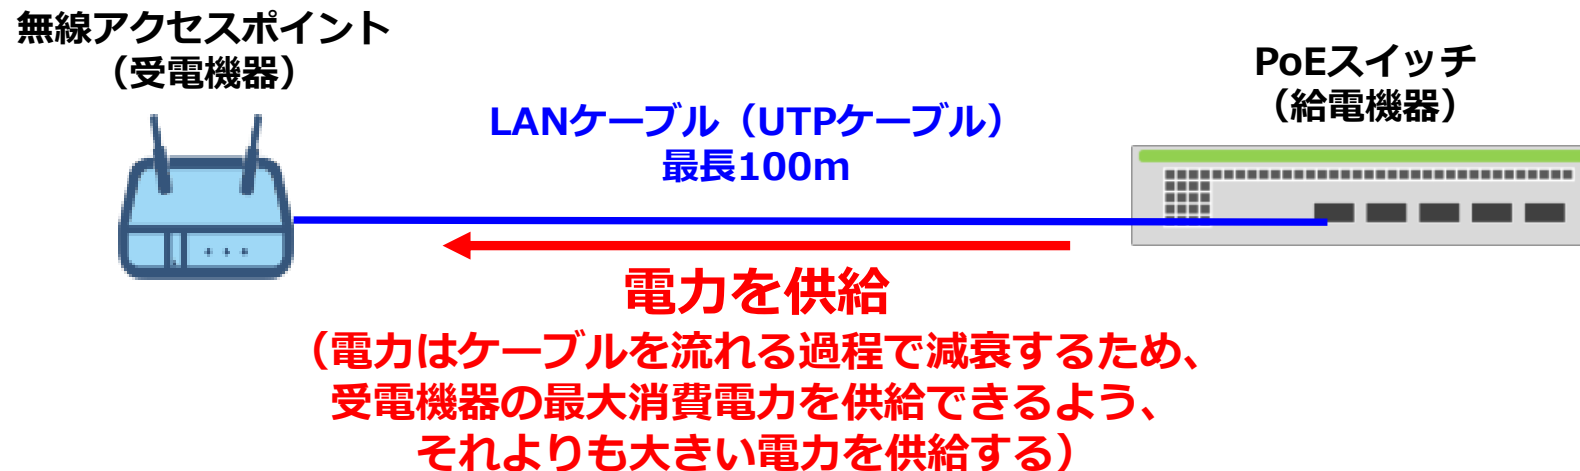 無線アクセスポイント
（受電機器）
PoEスイッチ
（給電機器）
LANケーブル（UTPケーブル）
最長100m
電力を供給
（電力はケーブルを流れる過程で減衰するため、
受電機器の最大消費電力を供給できるよう、
それよりも大きい電力を供給する）